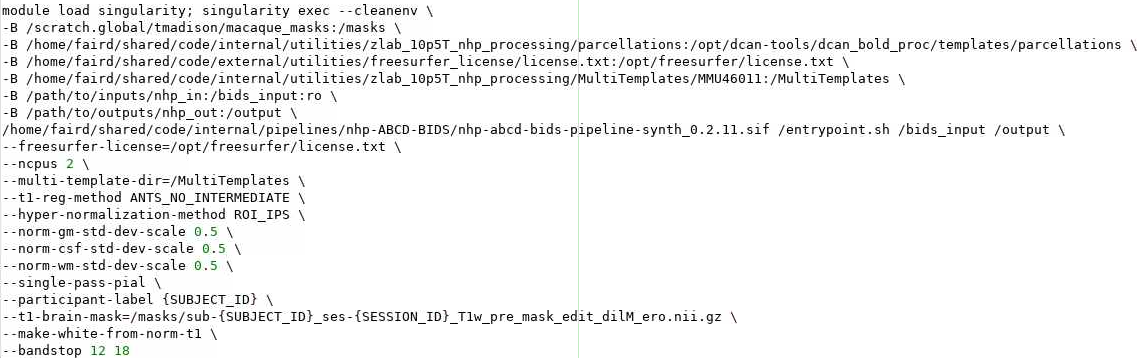 module load singularity; singularity exec --cleanenv \
-B /scratch.global/tmadison/macaque_masks:/masks \
-B /home/faird/shared/code/internal/utilities/zlab_10p5T_nhp_processing/parcellations:/opt/dcan-tools/dcan_bold_proc/templates/parcellations \
-B /home/faird/shared/code/external/utilities/freesurfer_license/license.txt:/opt/freesurfer/license.txt \
-B /home/faird/shared/code/internal/utilities/zlab_10p5T_nhp_processing/MultiTemplates/MMU46011:/MultiTemplates \
-B /path/to/inputs/nhp_in:/bids_input:ro \
-B /path/to/outputs/nhp_out:/output \
/home/faird/shared/code/internal/pipelines/nhp-ABCD-BIDS/nhp-abcd-bids-pipeline-synth_0.2.11.sif /entrypoint.sh /bids_input /output \
--freesurfer-license=/opt/freesurfer/license.txt \
--ncpus 2 \
--multi-template-dir=/MultiTemplates \
--t1-reg-method ANTS_NO_INTERMEDIATE \
--hyper-normalization-method ROI_IPS \
--norm-gm-std-dev-scale 0.5 \
--norm-csf-std-dev-scale 0.5 \
--norm-wm-std-dev-scale 0.5 \
--single-pass-pial \
--participant-label {SUBJECT_ID} \
--t1-brain-mask=/masks/sub-{SUBJECT_ID}_ses-{SESSION_ID}_T1w_pre_mask_edit_dilM_ero.nii.gz \
--make-white-from-norm-t1 \
--bandstop 12 18